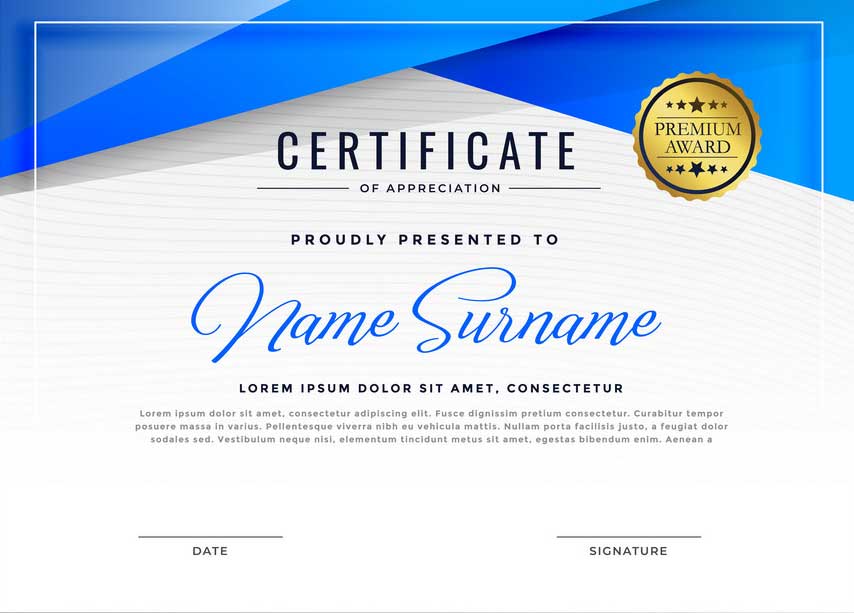 CERTIFICATE
OF APPRECIATION
PREMIUM
AWARD
PROUDLY PRESENTED TO
Name Surname
LOREM IPSUM DOLOR SIT AMET, CONSECTETUR
Lorem ipsum dolor sit amet, consectetur adipiscing elit. Fusce dignissim pretium consectetur. Curabitur tempor
posuere massa in varius. Pellentesque viverra nibh eu vehicula mattis. Nullam porta facilisis justo, a feugiat dolor
sodales sed. Vestibulum neque nisi, elementum tincidunt metus sit amet, egestas bibendum enim. Aenean a
DATE
SIGNATURE